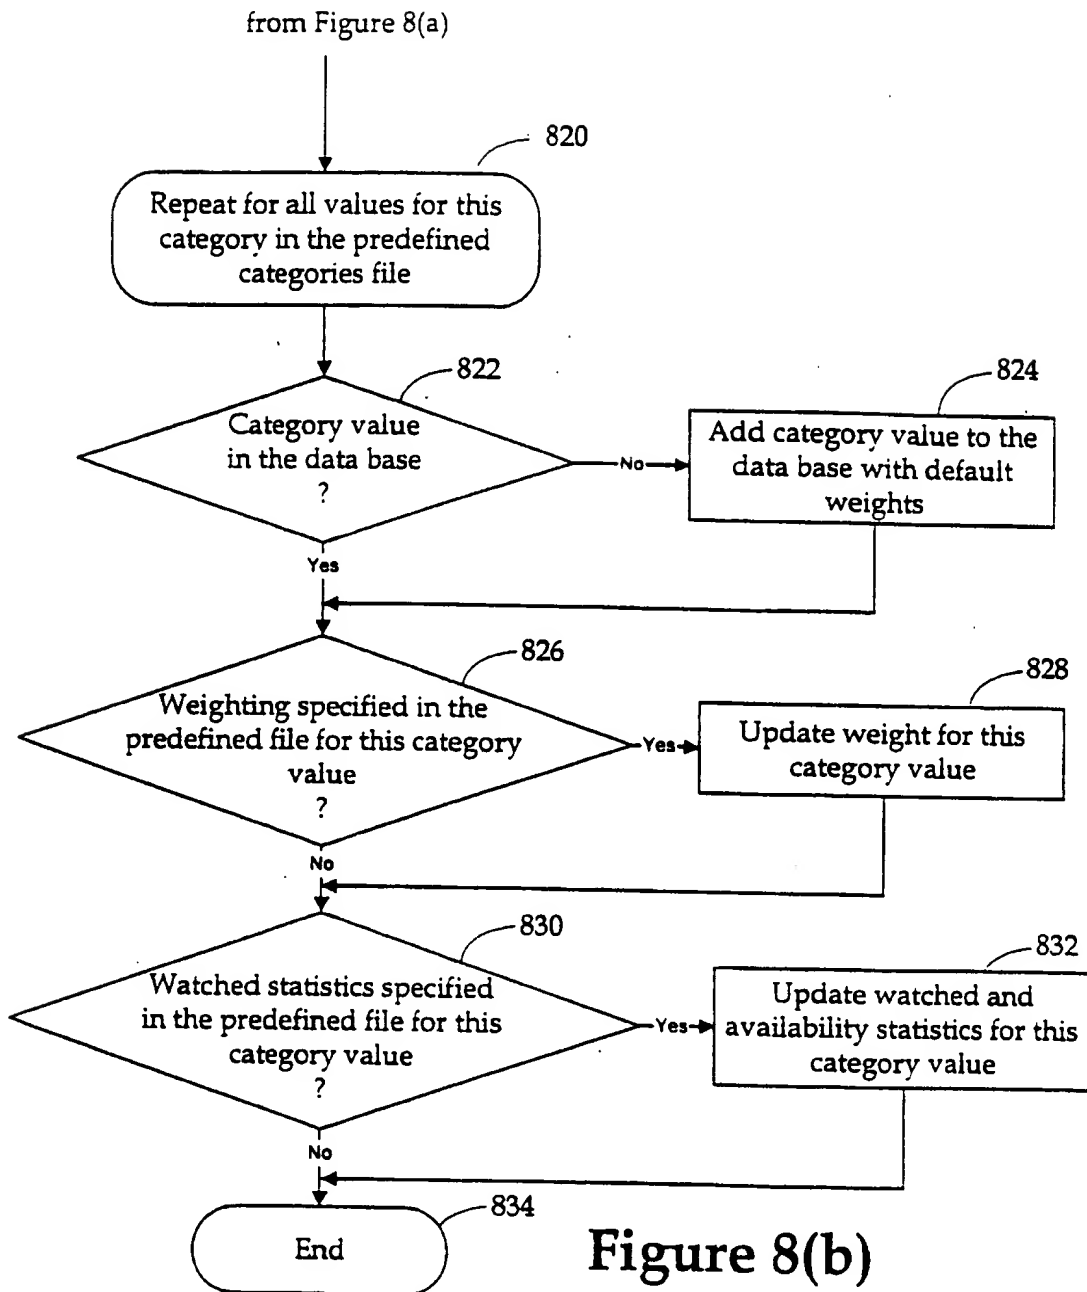 from Figure 8(a)
820
Repeat for all values for this
category in the predefined
categories file
822
Category value
in the data base
?
No
824
Add category value to the
data base with default
weights
Yes
826
Weighting specified in the
predefined file for this category
value
?
Yes
828
Update weight for this
category value
No
830
Watched statistics specified
in the predefined file for this
category value
?
Yes
832
Update watched and
availability statistics for this
category value
No
834
End
Figure 8(b)